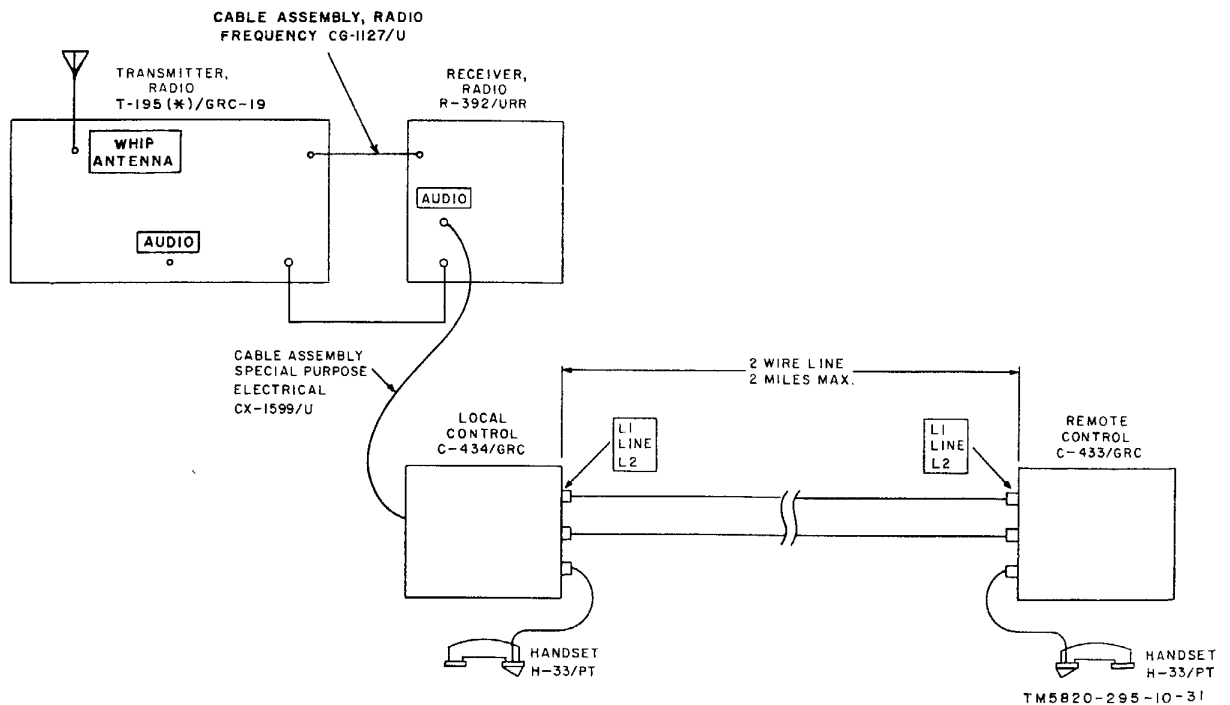 CABLE ASSEMBLY, RADIO
FREQUENCY CG-1127/U
TRANSMITTER,
RADIO
T-195(*)/GRC-19
RECEIVER,
RADIO
R-392/URR
WHIP
ANTENNA
AUDIO
AUDIO
CABLE ASSEMBLY
SPECIAL PURPOSE
ELECTRICAL
CX-1599/U
2 WIRE LINE
2 MILES MAX.
LOCAL
CONTROL
C-434/GRC
L1
LINE
L2
L1
LINE
L2
REMOTE
CONTROL
C-433/GRC
HANDSET
H-33/PT
HANDSET
H-33/PT
TM5820-295-10-31